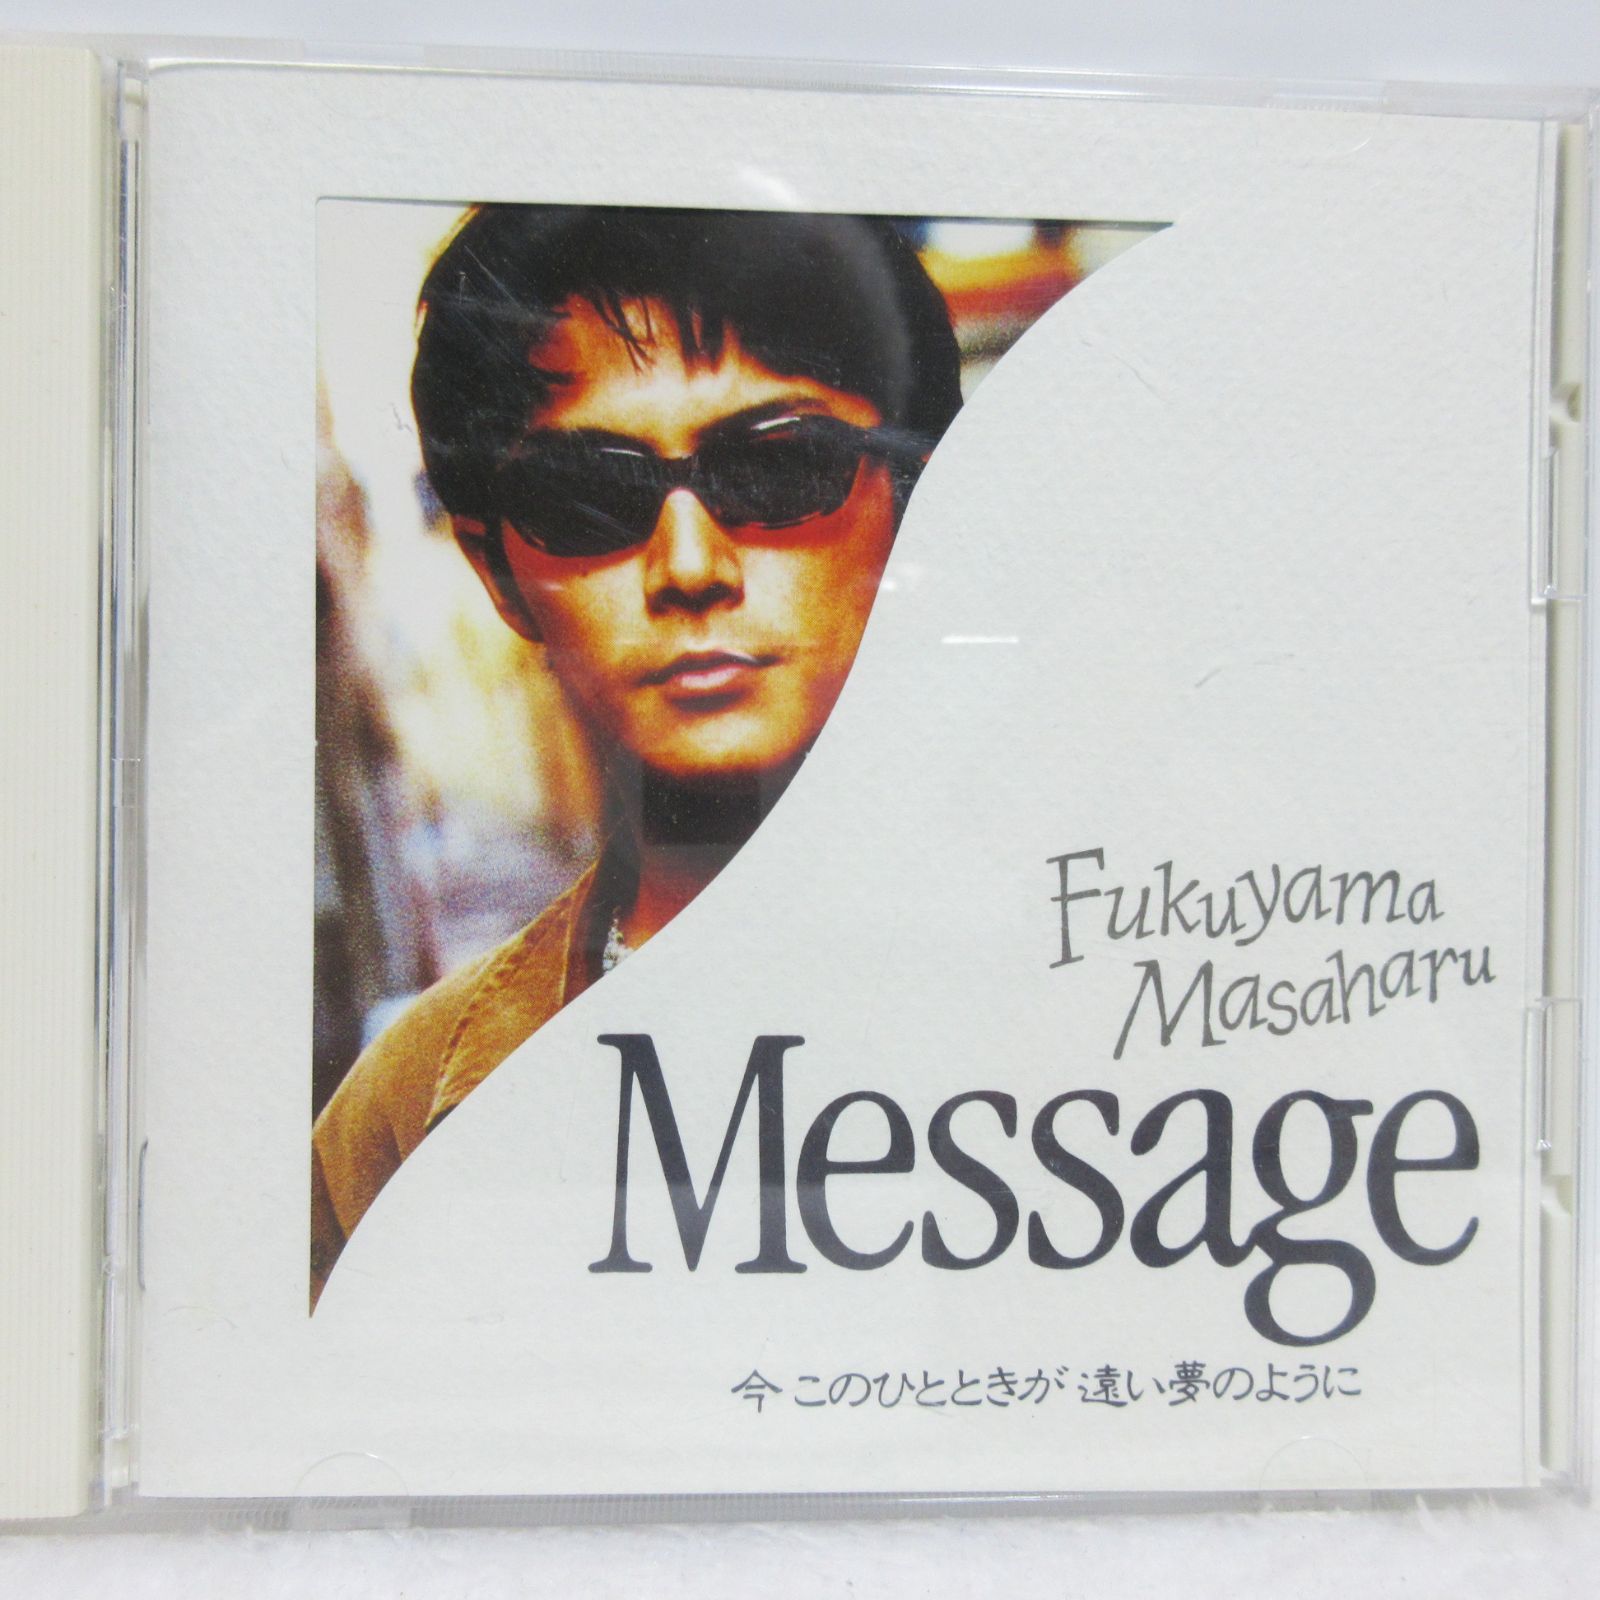 Fukuyama
Masaharu
Message
今 このひとときが 遠い夢のように